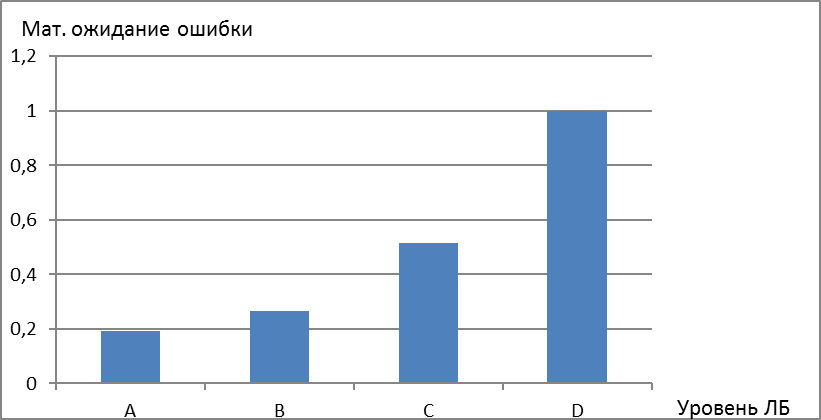 Мат. ожидание ошибки
1,2
1
0,8
0,6
0,4
0,2
0
A B C D
Уровень ЛБ